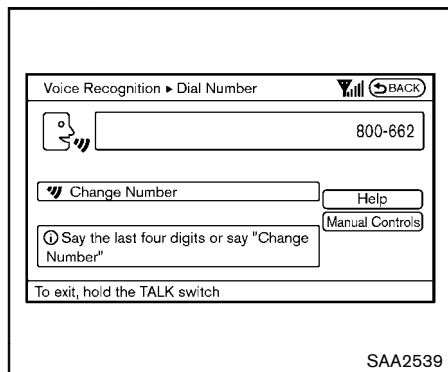 Voice Recognition ▸ Dial Number
BACK
800-662
Change Number
Help
Manual Controls
Say the last four digits or say "Change
Number"
To exit, hold the TALK switch
SAA2539